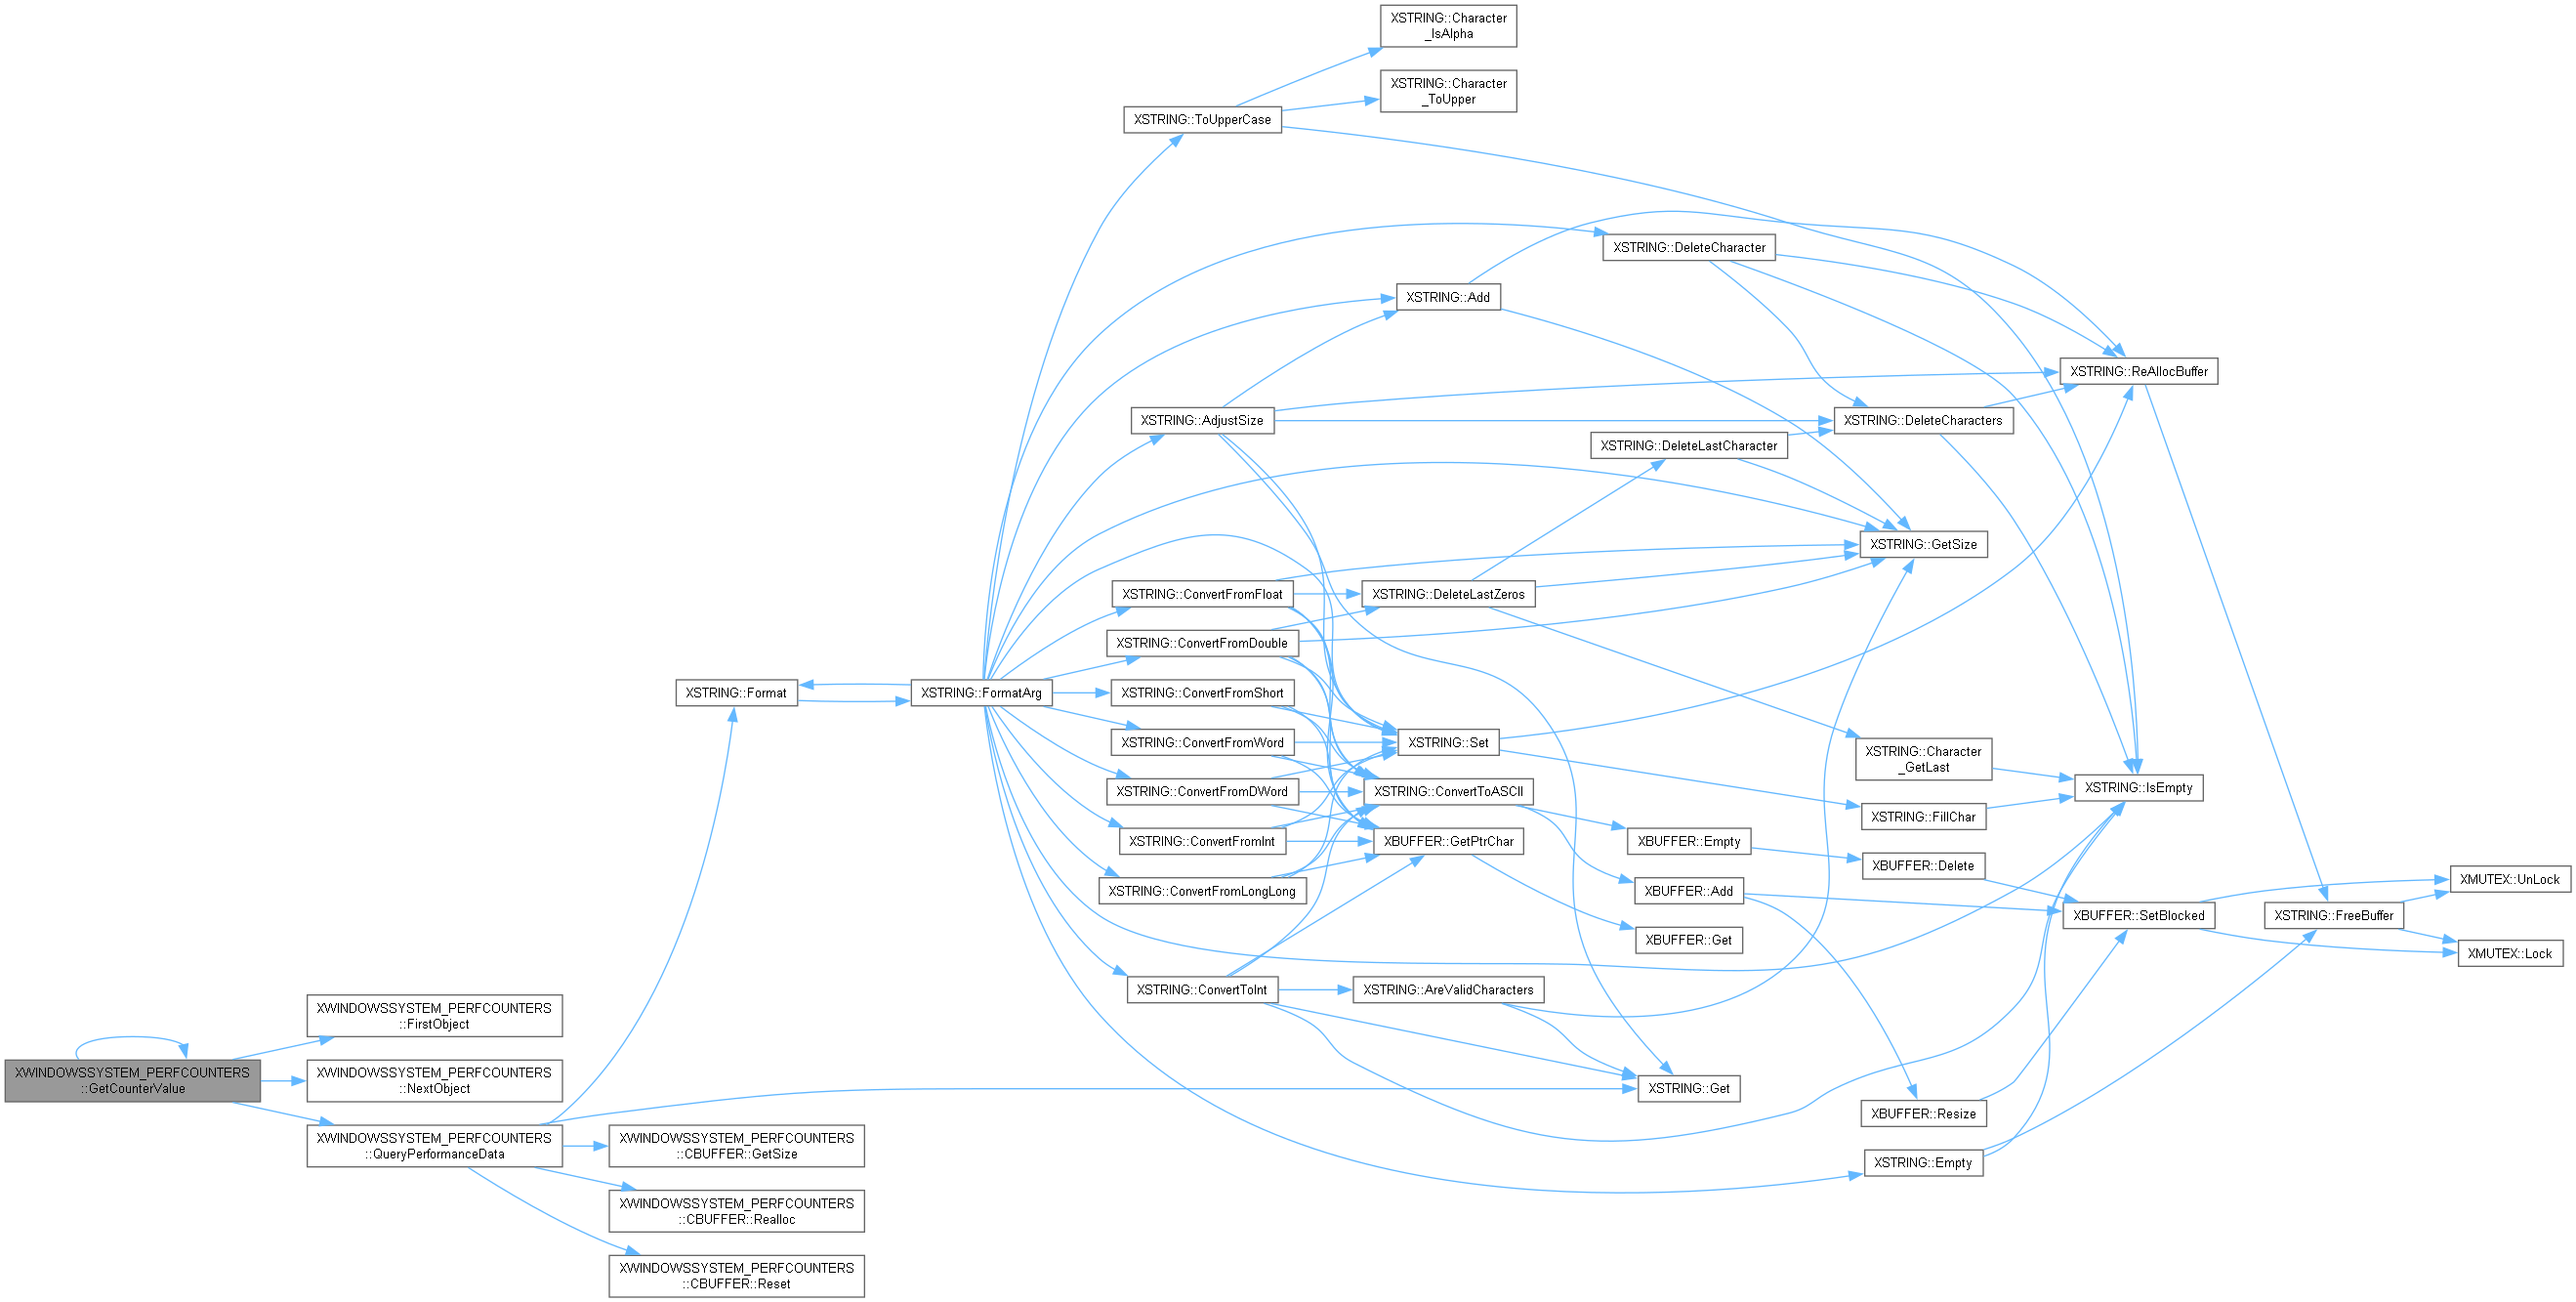 XSTRING::Character
_IsAlpha
XSTRING::Character
_ToUpper
XSTRING::ToUpperCase
XSTRING::DeleteCharacter
XSTRING::Add
XSTRING::ReAllocBuffer
XSTRING::AdjustSize
XSTRING::DeleteCharacters
XSTRING::DeleteLastCharacter
XSTRING::GetSize
XSTRING::ConvertFromFloat
XSTRING::DeleteLastZeros
XSTRING::ConvertFromDouble
XSTRING::Format
XSTRING::FormatArg
XSTRING::ConvertFromShort
XSTRING::ConvertFromWord
XSTRING::Set
XSTRING::Character
_GetLast
XSTRING::ConvertFromDWord
XSTRING::ConvertToASCII
XSTRING::IsEmpty
XSTRING::FillChar
XSTRING::ConvertFromInt
XBUFFER::GetPtrChar
XBUFFER::Empty
XBUFFER::Delete
XMUTEX::UnLock
XSTRING::ConvertFromLongLong
XBUFFER::Add
XBUFFER::SetBlocked
XSTRING::FreeBuffer
XBUFFER::Get
XMUTEX::Lock
XSTRING::ConvertToInt
XSTRING::AreValidCharacters
XWINDOWSSYSTEM_PERFCOUNTERS
::FirstObject
XWINDOWSSYSTEM_PERFCOUNTERS
::GetCounterValue
XWINDOWSSYSTEM_PERFCOUNTERS
::NextObject
XSTRING::Get
XBUFFER::Resize
XWINDOWSSYSTEM_PERFCOUNTERS
::QueryPerformanceData
XWINDOWSSYSTEM_PERFCOUNTERS
::CBUFFER::GetSize
XSTRING::Empty
XWINDOWSSYSTEM_PERFCOUNTERS
::CBUFFER::Realloc
XWINDOWSSYSTEM_PERFCOUNTERS
::CBUFFER::Reset